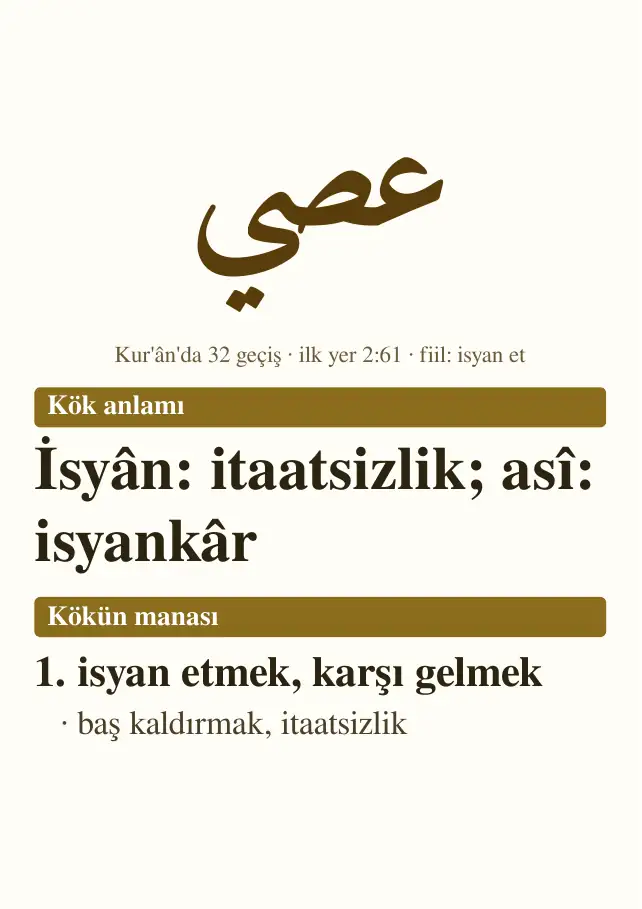 عصي
Kur'ân'da 32 geçiş · ilk yer 2:61 · fiil: isyan et
Kök anlamı
İsyân: itaatsizlik; asî:
isyankâr
Kökün manası
1. isyan etmek, karşı gelmek
· baş kaldırmak, itaatsizlik